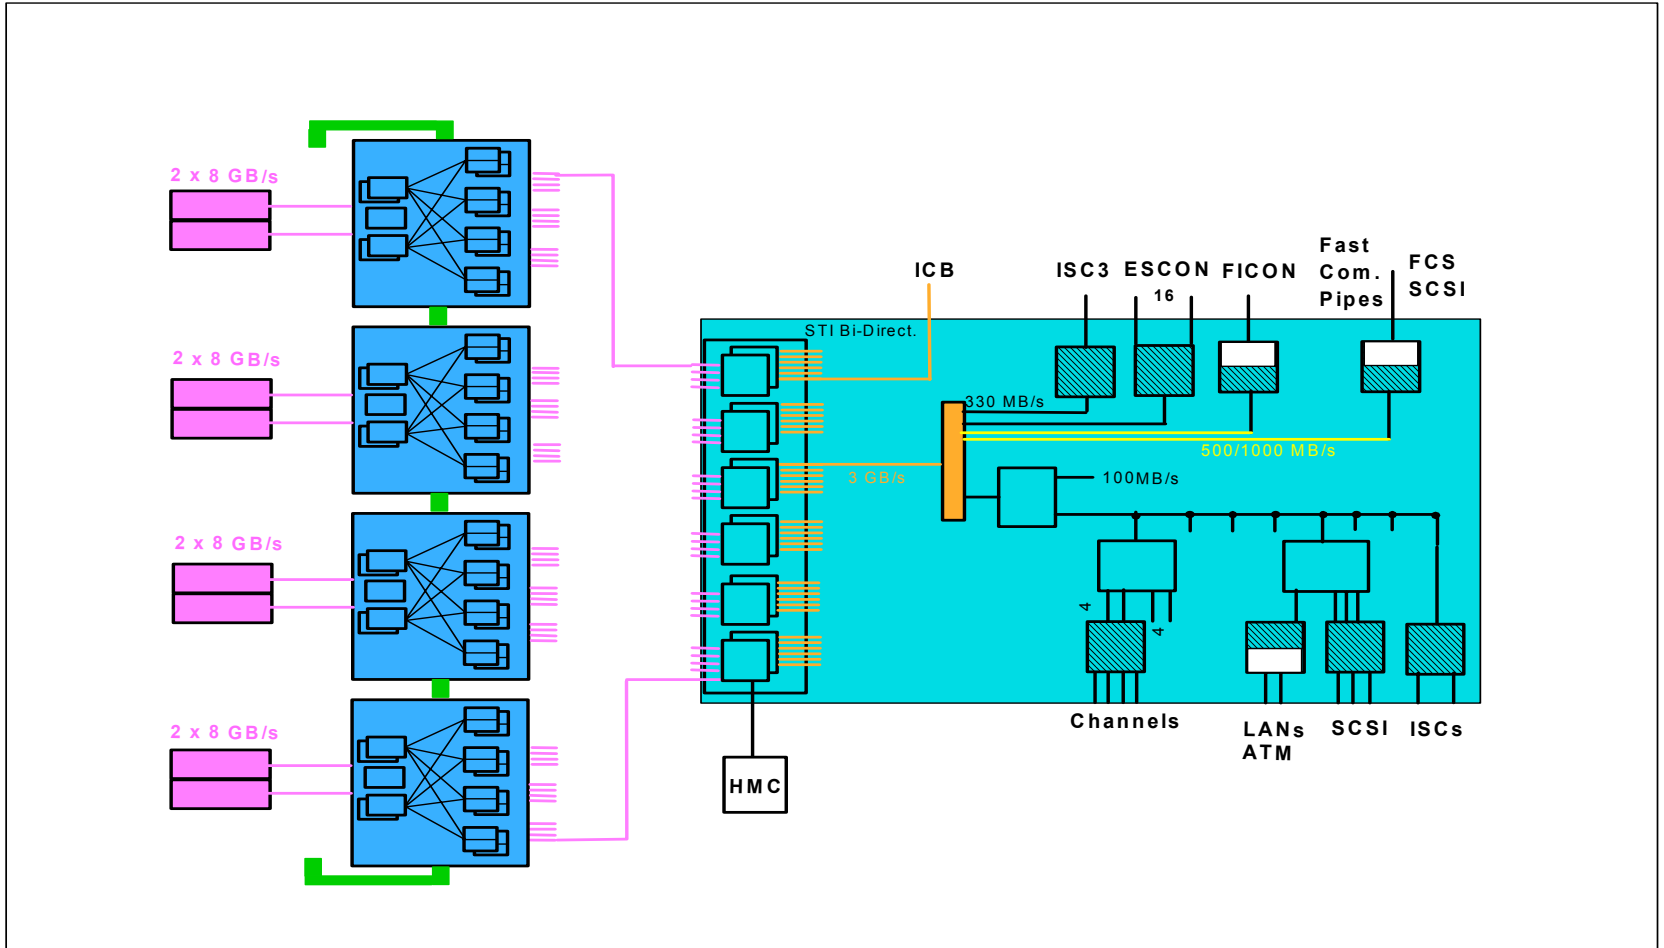 2 x 8 GB/s
2 x 8 GB/s
2 x 8 GB/s
2 x 8 GB/s
ICB
ISC3
ESCON
16
FICON
Fast
Com.
Pipes
FCS
SCSI
STI Bi-Direct.
330 MB/s
500/1000 MB/s
3 GB/s
100MB/s
4
4
Channels
LANs
ATM
SCSI
ISCs
HMC